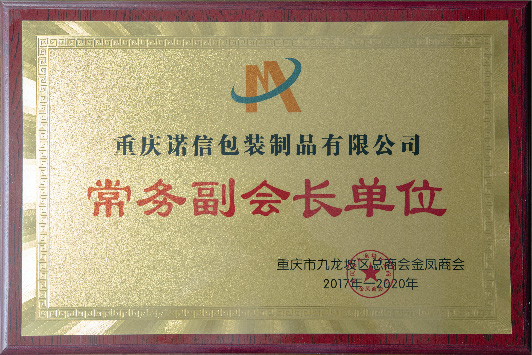 重庆诺信包装制品有限公司
常务副会长单位
重庆市九龙坡区总商会金凤商会
2017年—2020年